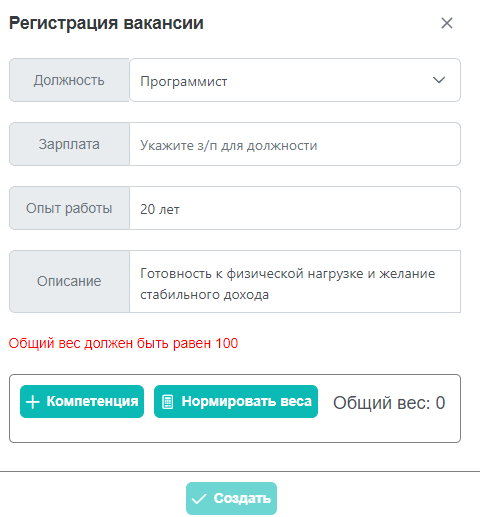 Регистрация вакансии
Должность Программист
Зарплата Укажите з/п для должности
Опыт работы 20 лет
Описание Готовность к физической нагрузке и желание
стабильного дохода
Общий вес должен быть равен 100
Компетенция Нормировать веса Общий вес: 0
Создать